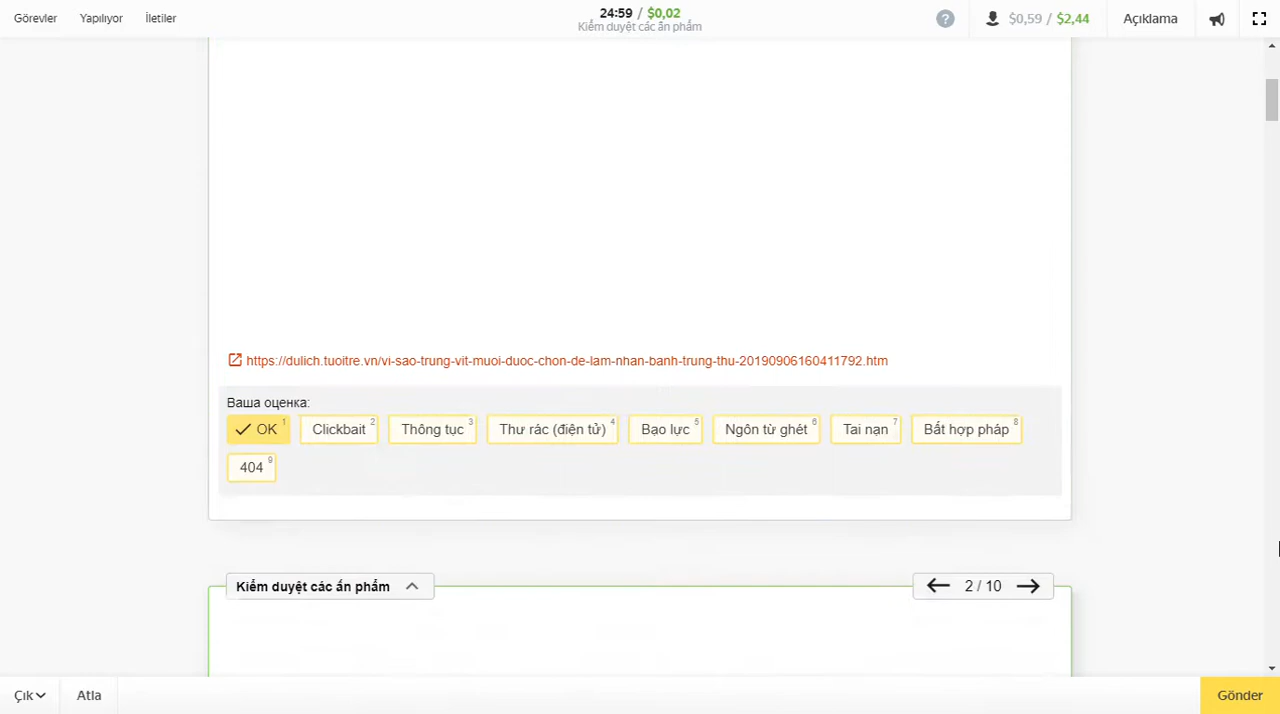 Görevler Yapılıyor İletiler
24:59 / $0,02
Kiểm duyệt các ấn phẩm
? $0,59 / $2,44 Açıklama
https://dulich.tuoitre.vn/vi-sao-trung-vit-muoi-duoc-chon-de-lam-nhan-banh-trung-thu-20190906160411792.htm
Ваша оценка:
OK 1 Clickbait 2 Thông tục 3 Thư rác (điện tử) 4 Bạo lực 5 Ngôn từ ghét 6 Tai nạn 7 Bất hợp pháp 8
404 9
Kiểm duyệt các ấn phẩm 2 / 10
Çık Atla Gönder